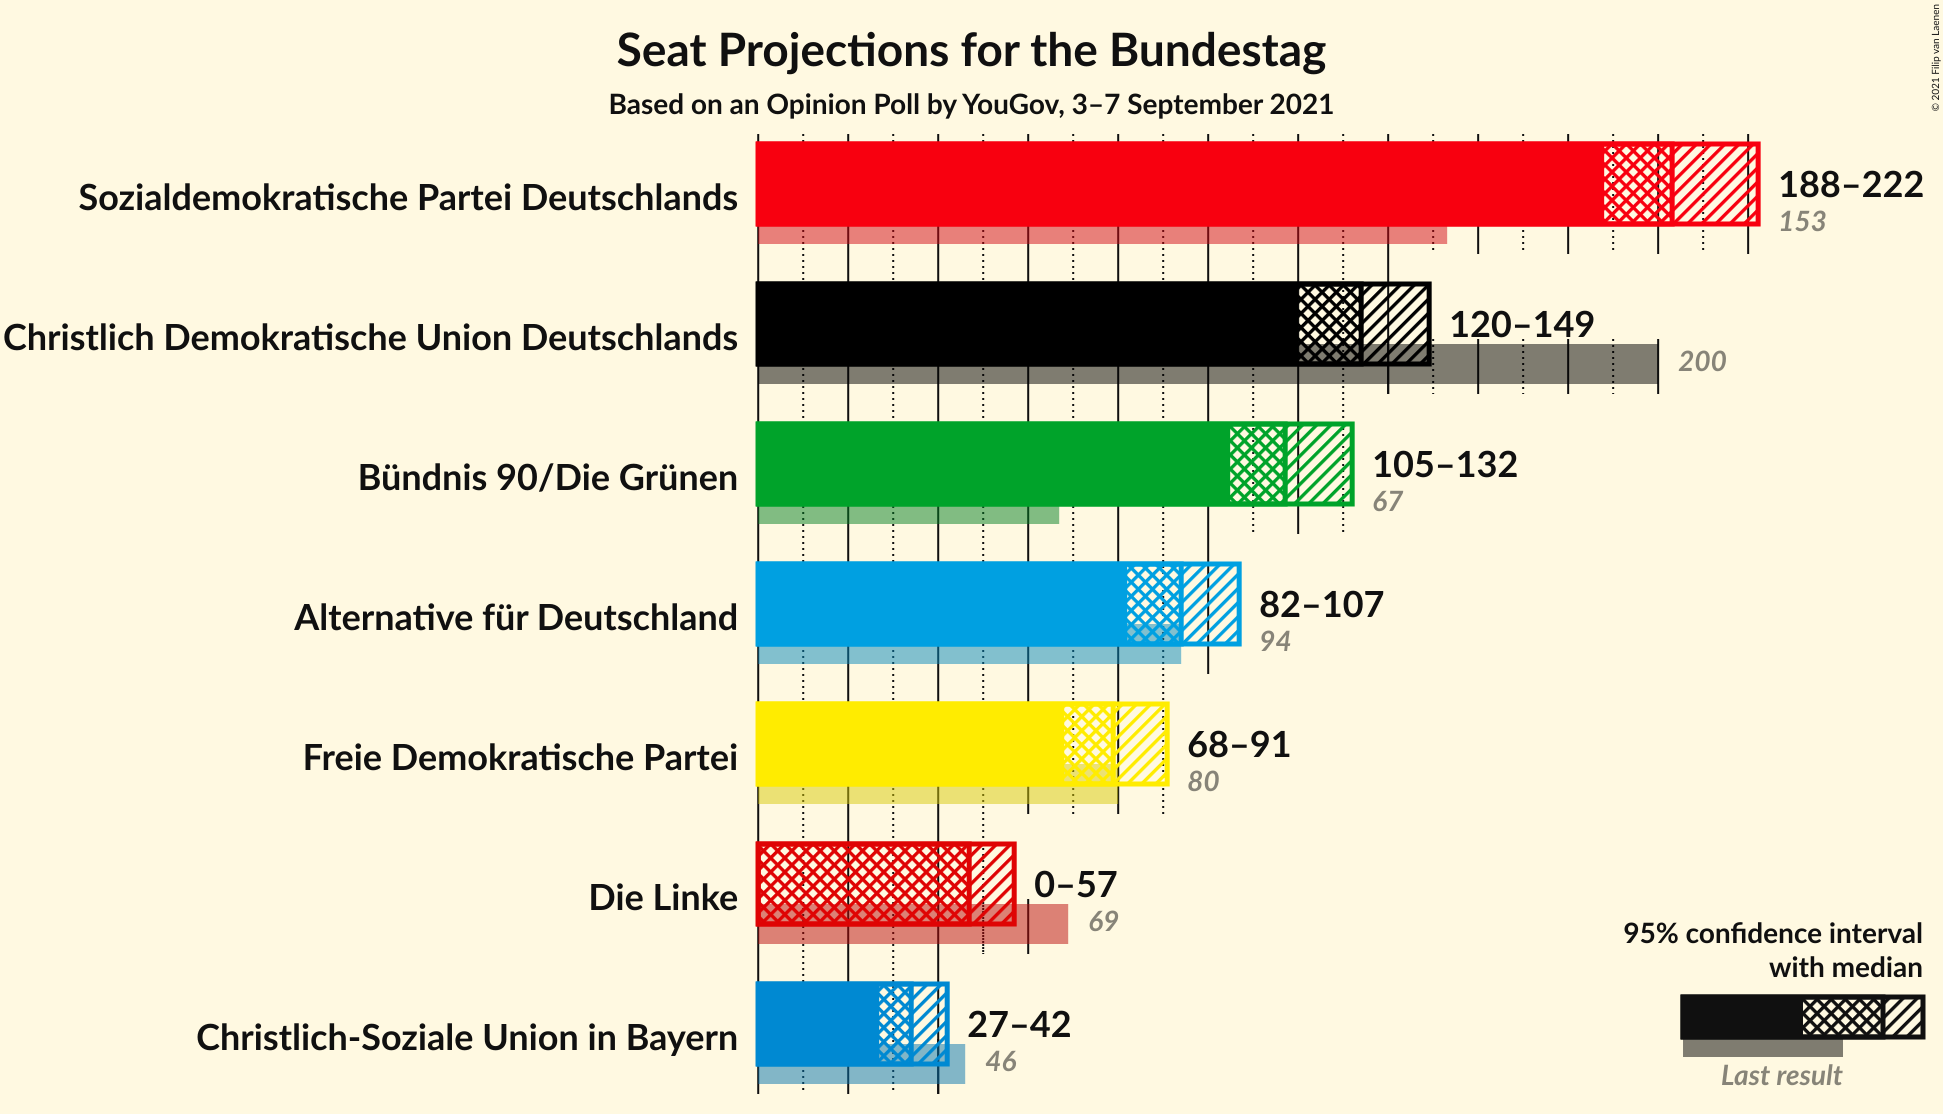 Seat Projections for the Bundestag
Based on an Opinion Poll by YouGov, 3–7 September 2021
© 2021 Filip van Laenen
Sozialdemokratische Partei Deutschlands
188–222
153
Christlich Demokratische Union Deutschlands
120–149
200
Bündnis 90/Die Grünen
105–132
67
Alternative für Deutschland
82–107
94
Freie Demokratische Partei
68–91
80
Die Linke
0–57
69
Christlich-Soziale Union in Bayern
27–42
46
95% confidence interval
with median
Last result